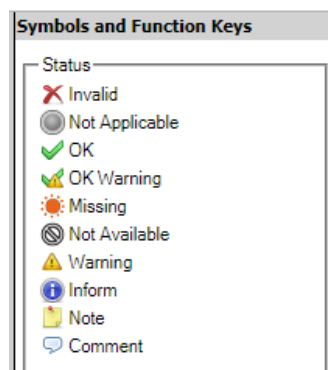 Symbols and Function Keys
Status
Invalid
Not Applicable
OK
OK Warning
Missing
Not Available
Warning
Inform
Note
Comment